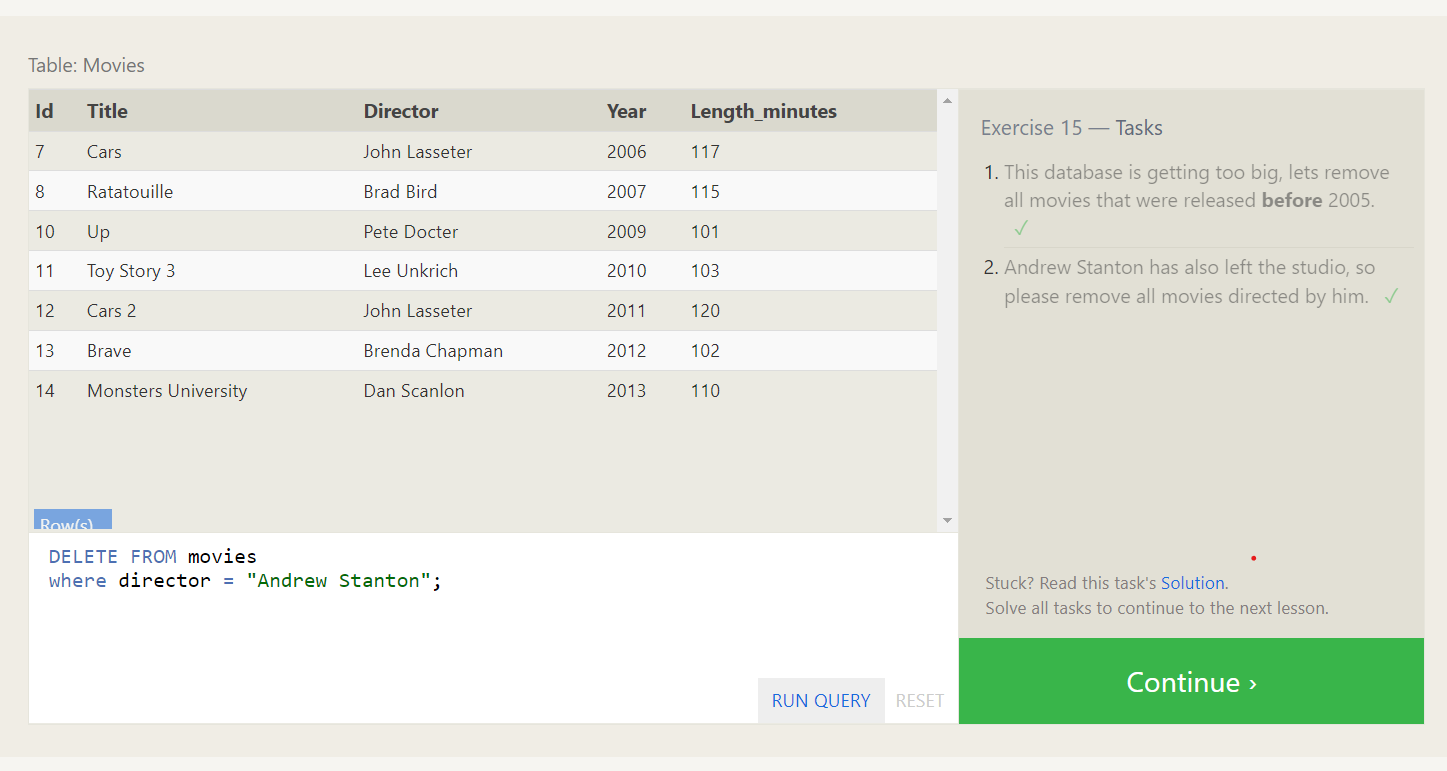 Table: Movies
Id Title Director Year Length_minutes
7 Cars John Lasseter 2006 117
8 Ratatouille Brad Bird 2007 115
10 Up Pete Docter 2009 101
11 Toy Story 3 Lee Unkrich 2010 103
12 Cars 2 John Lasseter 2011 120
13 Brave Brenda Chapman 2012 102
14 Monsters University Dan Scanlon 2013 110
Row(s)
DELETE FROM movies
where director = "Andrew Stanton";
RUN QUERY RESET
Exercise 15 — Tasks
1. This database is getting too big, lets remove
all movies that were released before 2005.
✓
2. Andrew Stanton has also left the studio, so
please remove all movies directed by him. ✓
Stuck? Read this task's Solution.
Solve all tasks to continue to the next lesson.
Continue ›